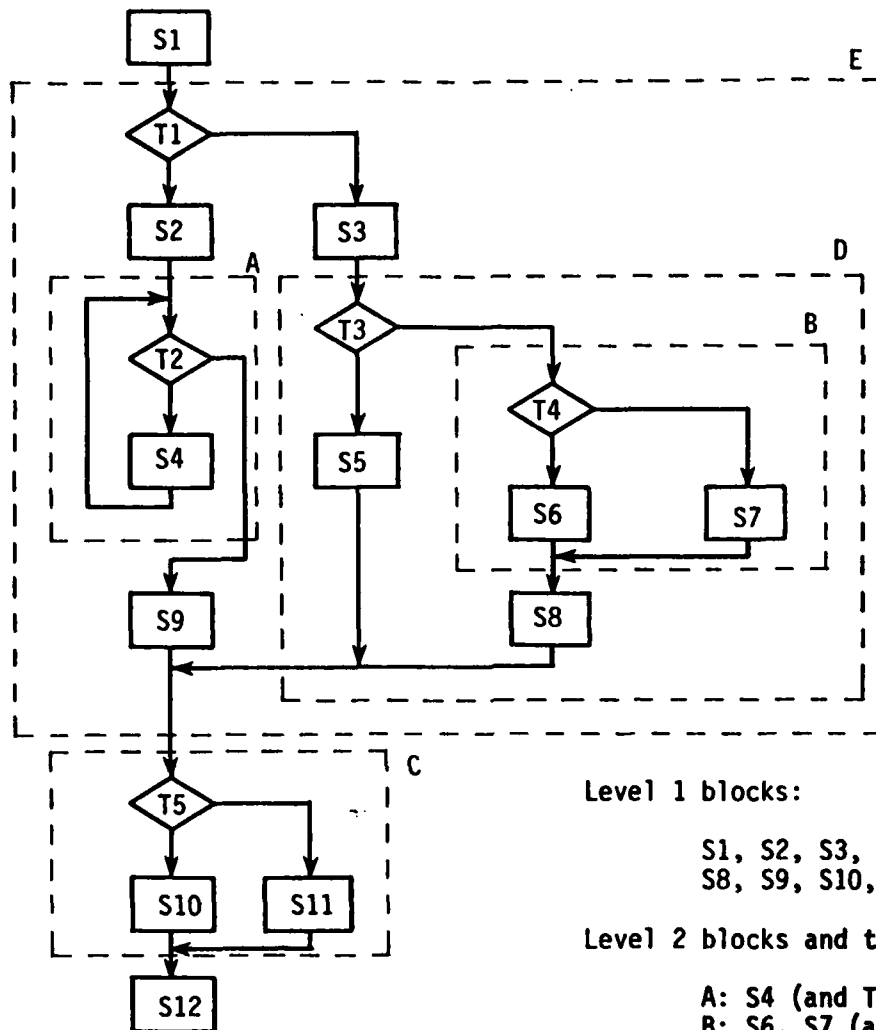 S1
E
T1
S2
S3
A
D
T2
T3
B
T4
S4
S5
S6
S7
S9
S8
C
T5
S10
S11
S12
Level 1 blocks:
S1, S2, S3,
S8, S9, S10,
Level 2 blocks and t
A: S4 (and T
B: S6, S7 (a